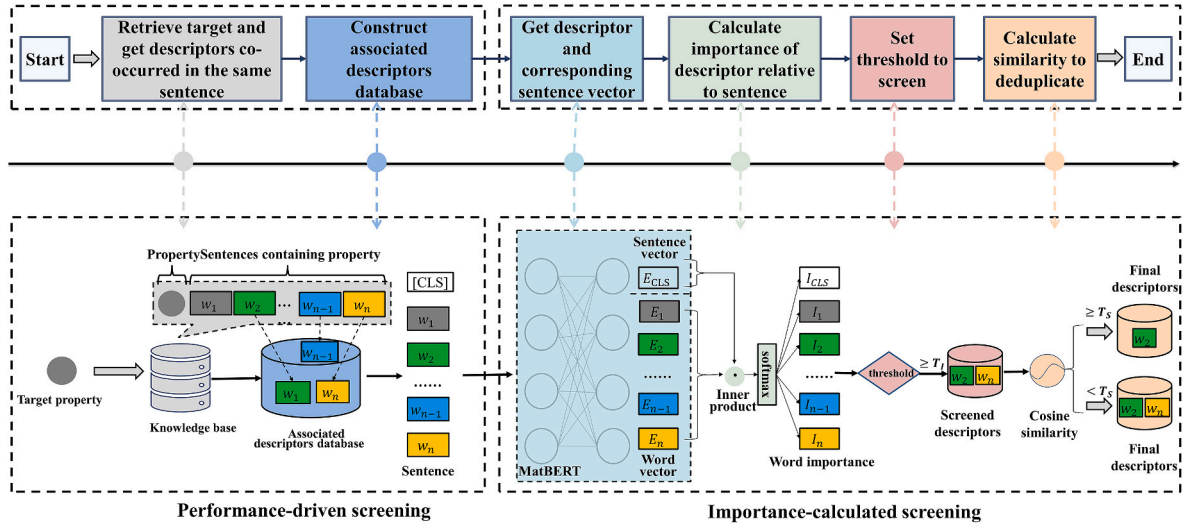 Start
Retrieve target and
get descriptors co-
occurred in the same
sentence
Construct
associated
descriptors
database
Get descriptor
and
corresponding
sentence vector
Calculate
importance of
descriptor relative
to sentence
Set
threshold to
screen
Calculate
similarity to
deduplicate
End
PropertySentences containing property
w₁ w₂ ... wₙ₋₁ wₙ
Target property
Knowledge base
wₙ₋₁
w₁ wₙ
Associated
descriptors database
[CLS]
w₁
w₂
......
wₙ₋₁
wₙ
Sentence
MatBERT
Sentence
vector
E_CLS
E₁
E₂
......
Eₙ₋₁
Eₙ
Word
vector
Inner
product
softmax
I_CLS
I₁
I₂
......
Iₙ₋₁
Iₙ
Word importance
threshold
≥ T_I
w₂ wₙ
Screened
descriptors
Cosine
similarity
≥ T_S
Final
descriptors
w₂
< T_S
w₂ wₙ
Final
descriptors
Performance-driven screening
Importance-calculated screening